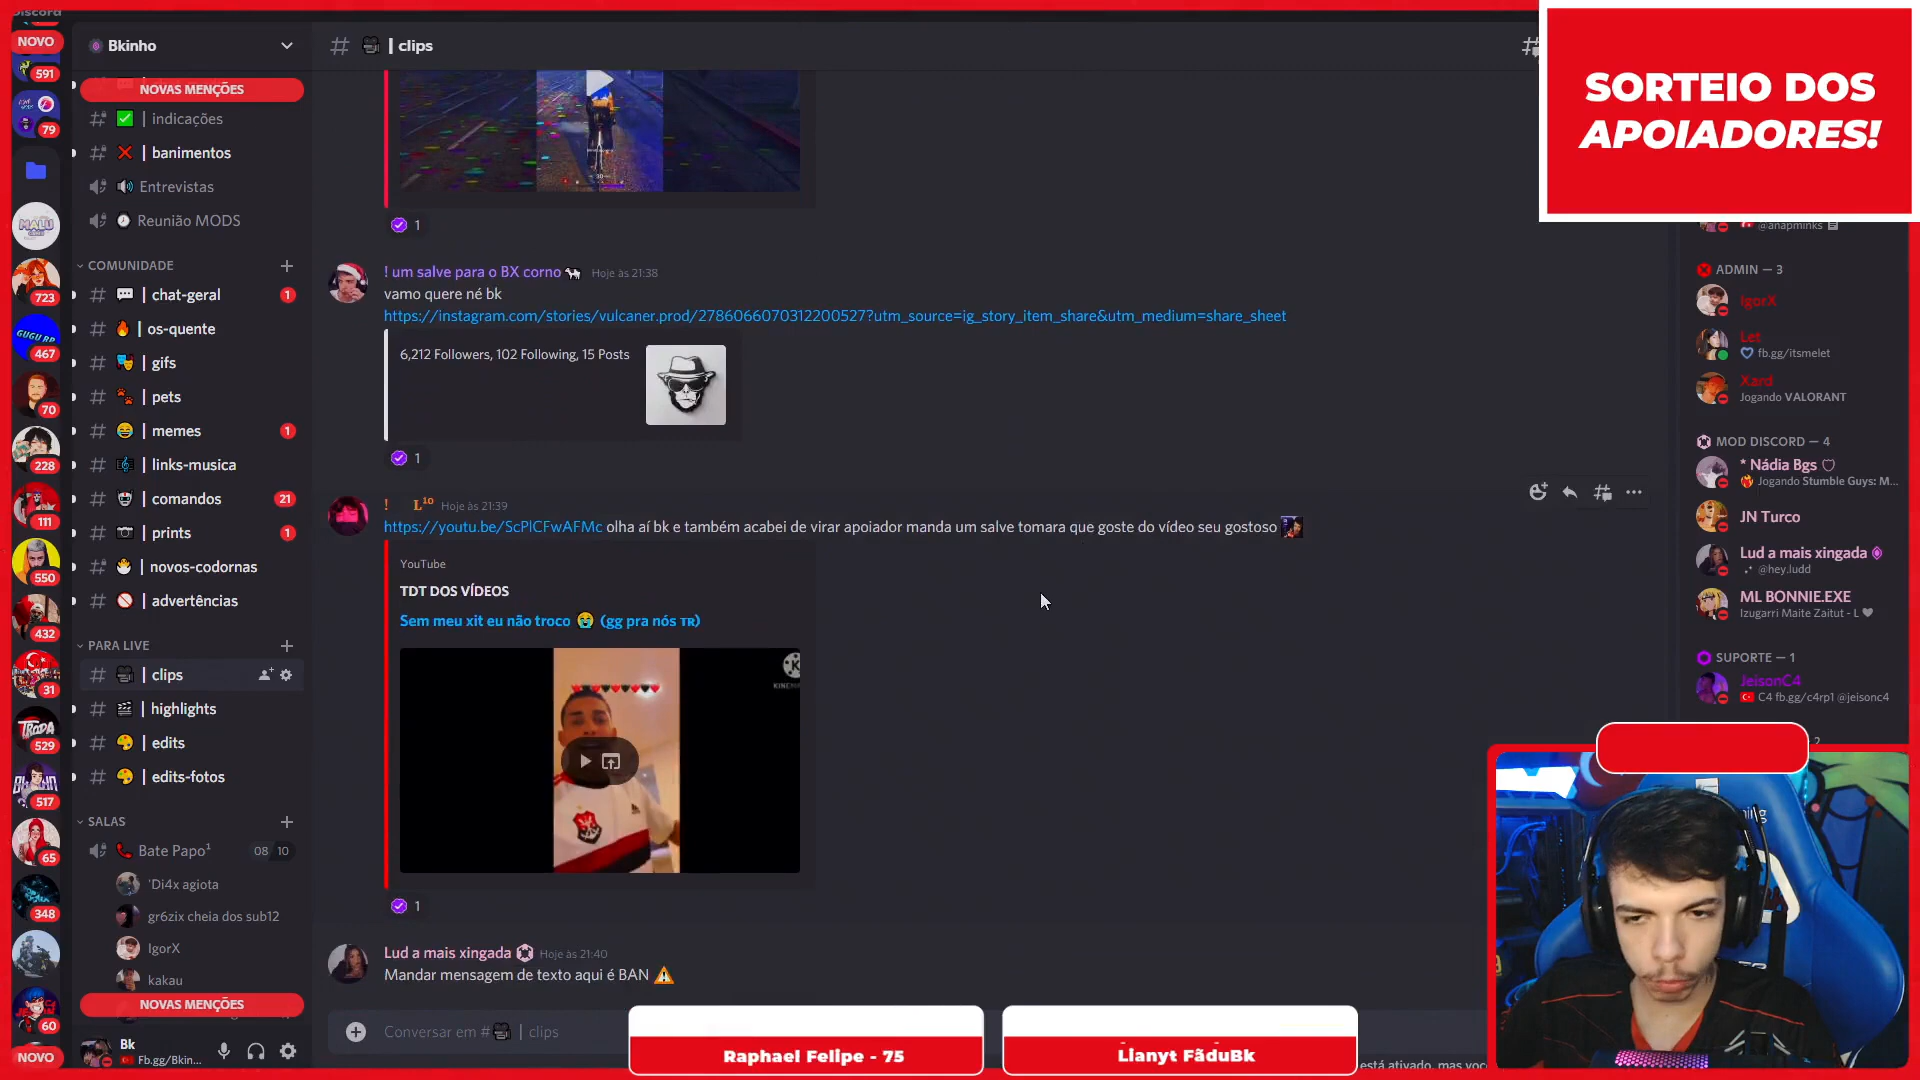 Discord
NOVO
591
79
MALU
723
GUGU RP
467
70
228
111
550
432
31
TRODA
529
517
65
348
60
NOVO
Bkinho
NOVAS MENÇÕES
| indicações
| banimentos
Entrevistas
Reunião MODS
COMUNIDADE
| chat-geral
1
| os-quente
| gifs
| pets
| memes
1
| links-musica
| comandos
21
| prints
1
| novos-codornas
| advertências
PARA LIVE
| clips
| highlights
| edits
| edits-fotos
SALAS
Bate Papo¹
08 10
'Di4x agiota
gr6zix cheia dos sub12
IgorX
kakau
NOVAS MENÇÕES
Bk
Fb.gg/Bkin...
# | clips
1
! um salve para o BX corno Hoje às 21:38
vamo quere né bk
https://instagram.com/stories/vulcaner.prod/2786066070312200527?utm_source=ig_story_item_share&utm_medium=share_sheet
6,212 Followers, 102 Following, 15 Posts
1
! L¹⁰ Hoje às 21:39
https://youtu.be/ScPlCFwAFMc olha aí bk e também acabei de virar apoiador manda um salve tomara que goste do vídeo seu gostoso
YouTube
TDT DOS VÍDEOS
Sem meu xit eu não troco 😭 (gg pra nós TR)
K
1
Lud a mais xingada Hoje às 21:40
Mandar mensagem de texto aqui é BAN ⚠
Conversar em # | clips
Raphael Felipe - 75
Llanyt FãduBk
está ativado, mas você
SORTEIO DOS
APOIADORES!
@anapminks
ADMIN — 3
IgorX
Let
fb.gg/itsmelet
Xard
Jogando VALORANT
MOD DISCORD — 4
* Nádia Bgs
Jogando Stumble Guys: M...
JN Turco
Lud a mais xingada
@hey.ludd
ML BONNIE.EXE
Izugarri Maite Zaitut - L
SUPORTE — 1
JeisonC4
C4 fb.gg/c4rp1 @jeisonc4
2